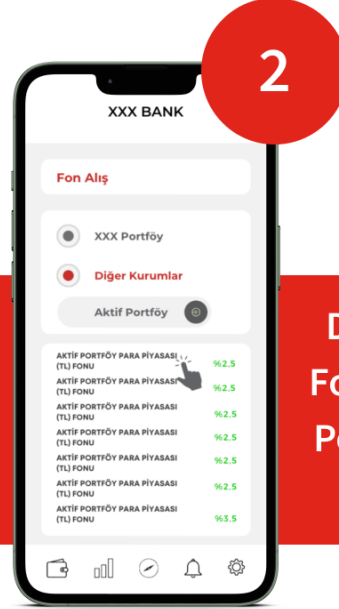 2
XXX BANK
Fon Alış
XXX Portföy
Diğer Kurumlar
Aktif Portföy
AKTİF PORTFÖY PARA PİYASASI
(TL) FONU
%2.5
AKTİF PORTFÖY PARA PİYASASI
(TL) FONU
%2.5
AKTİF PORTFÖY PARA PİYASASI
(TL) FONU
%2.5
AKTİF PORTFÖY PARA PİYASASI
(TL) FONU
%2.5
AKTİF PORTFÖY PARA PİYASASI
(TL) FONU
%2.5
AKTİF PORTFÖY PARA PİYASASI
(TL) FONU
%2.5
AKTİF PORTFÖY PARA PİYASASI
(TL) FONU
%3.5